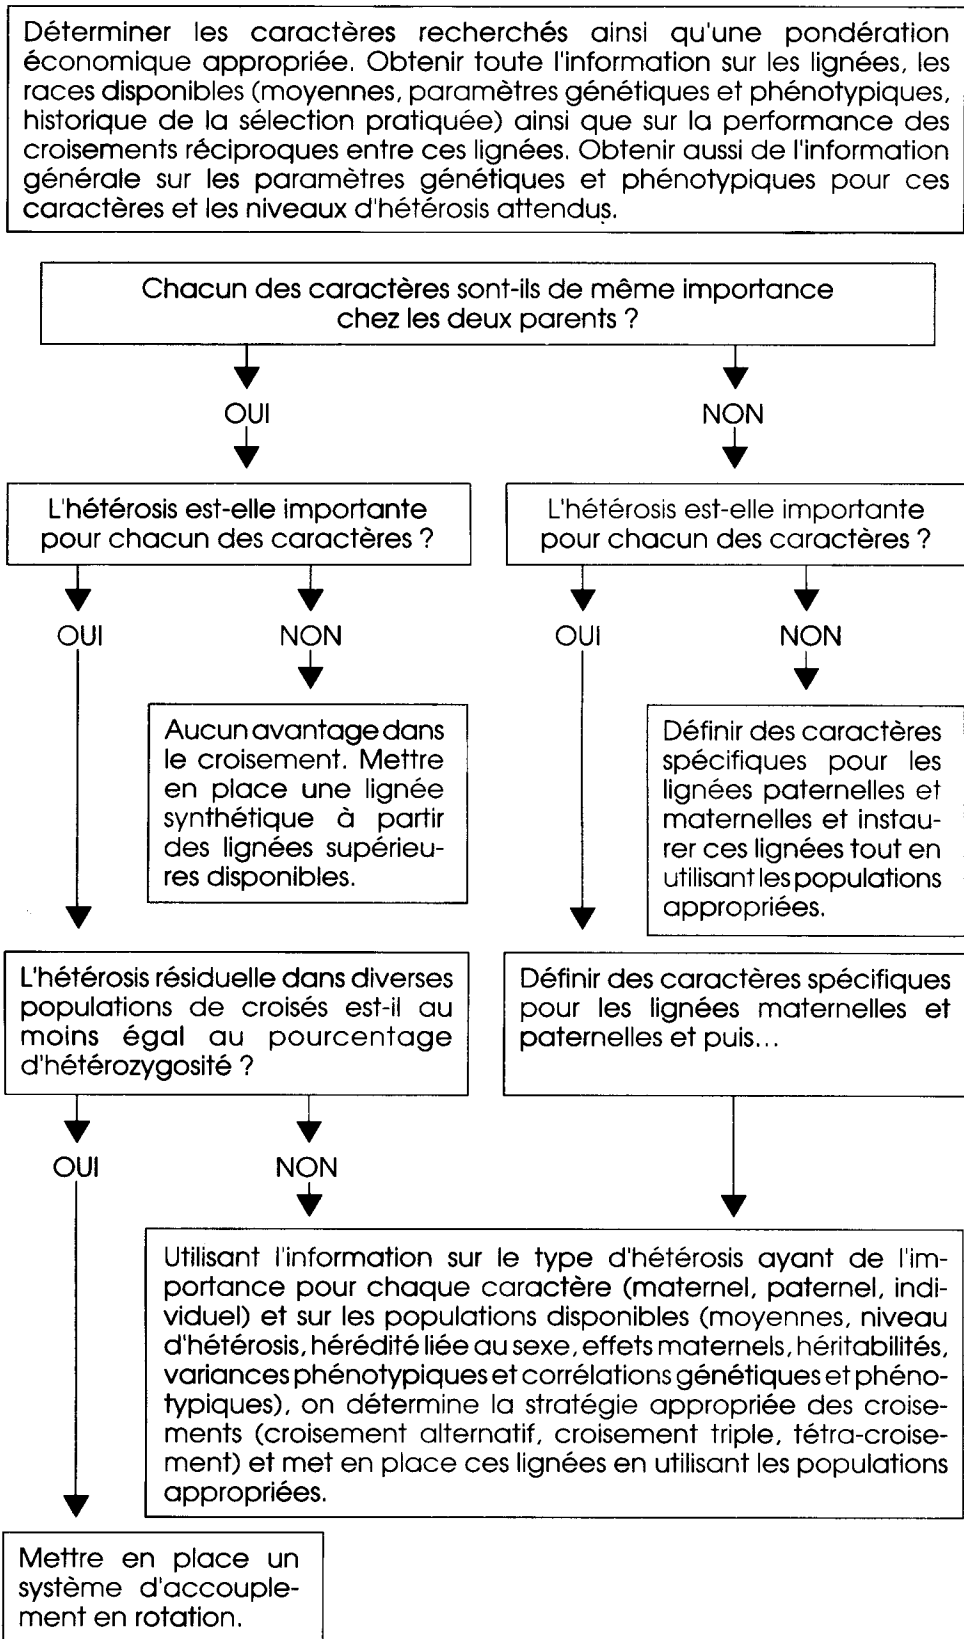 Déterminer les caractères recherchés ainsi qu'une pondération
économique appropriée. Obtenir toute l'information sur les lignées, les
races disponibles (moyennes, paramètres génétiques et phénotypiques,
historique de la sélection pratiquée) ainsi que sur la performance des
croisements réciproques entre ces lignées. Obtenir aussi de l'information
générale sur les paramètres génétiques et phénotypiques pour ces
caractères et les niveaux d'hétérosis attendus.
Chacun des caractères sont-ils de même importance
chez les deux parents ?
OUI
NON
L'hétérosis est-elle importante
pour chacun des caractères ?
L'hétérosis est-elle importante
pour chacun des caractères ?
OUI
NON
OUI
NON
Aucun avantage dans
le croisement. Mettre
en place une lignée
synthétique à partir
des lignées supérieu-
res disponibles.
Définir des caractères
spécifiques pour les
lignées paternelles et
maternelles et instau-
rer ces lignées tout en
utilisant les populations
appropriées.
L'hétérosis résiduelle dans diverses
populations de croisés est-il au
moins égal au pourcentage
d'hétérozygosité ?
Définir des caractères spécifiques
pour les lignées maternelles et
paternelles et puis...
OUI
NON
Utilisant l'information sur le type d'hétérosis ayant de l'im-
portance pour chaque caractère (maternel, paternel, indi-
viduel) et sur les populations disponibles (moyennes, niveau
d'hétérosis, hérédité liée au sexe, effets maternels, héritabilités,
variances phénotypiques et corrélations génétiques et phéno-
typiques), on détermine la stratégie appropriée des croise-
ments (croisement alternatif, croisement triple, tétra-croise-
ment) et met en place ces lignées en utilisant les populations
appropriées.
Mettre en place un
système d'accouple-
ment en rotation.